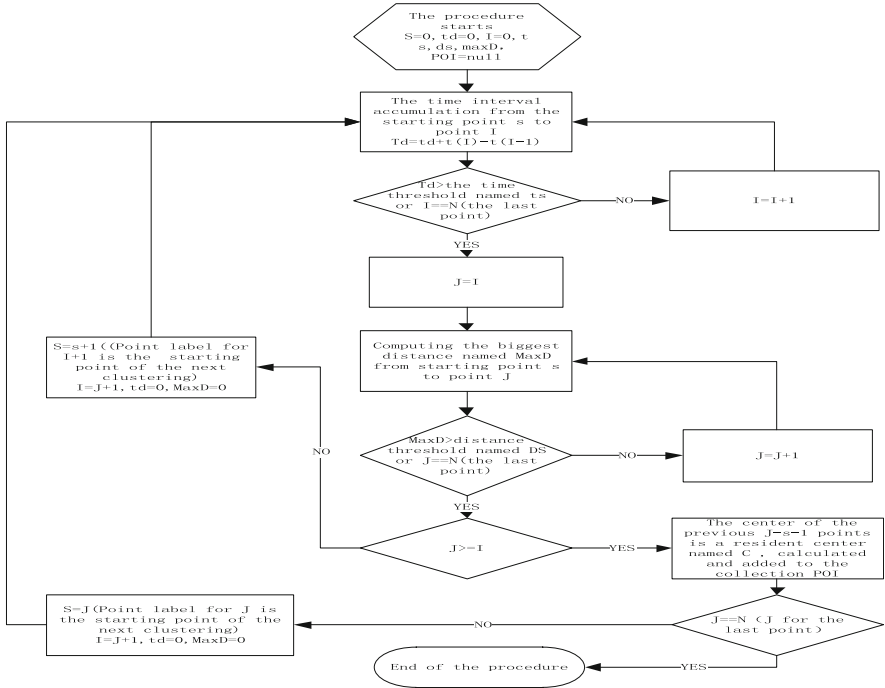 The procedure
starts
S=0, td=0, I=0, t
s, ds, maxD,
POI=null
The time interval
accumulation from the
starting point s to
point I
Td=td+t(I)-t(I-1)
Td>the time
threshold named ts
or I==N(the last
point)
NO
I=I+1
YES
J=I
Computing the biggest
distance named MaxD
from starting point s
to point J
S=s+1((Point label for
I+1 is the starting
point of the next
clustering)
I=J+1, td=0, MaxD=0
MaxD>distance
threshold named DS
or J==N(the last
point)
NO
J=J+1
NO
YES
J>=I
YES
The center of the
previous J-s-1 points
is a resident center
named C , calculated
and added to the
collection POI
S=J(Point label for J is
the starting point of the
next clustering)
I=J+1, td=0, MaxD=0
NO
J==N (J for the
last point)
YES
End of the procedure